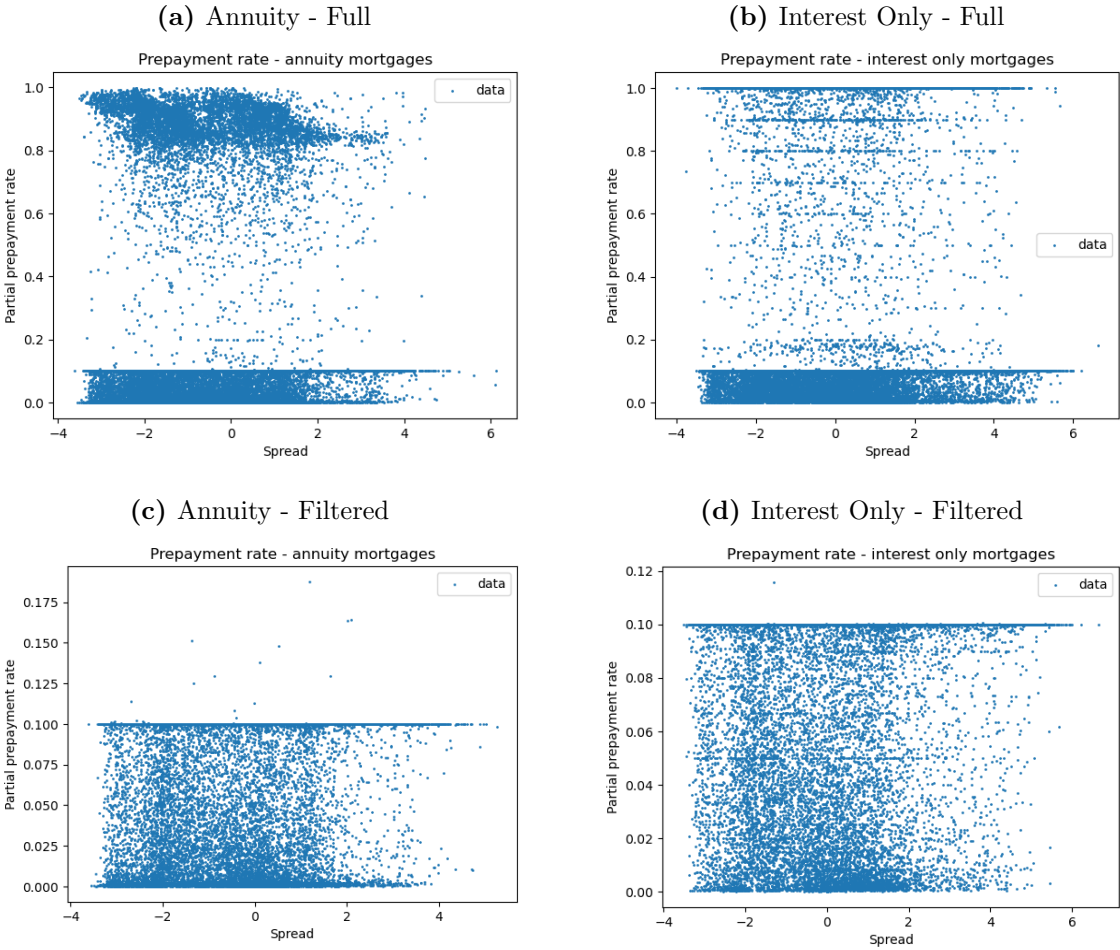 (a) Annuity - Full
Prepayment rate - annuity mortgages
data
1.0
0.8
0.6
0.4
0.2
0.0
Partial prepayment rate
−4 −2 0 2 4 6
Spread
(b) Interest Only - Full
Prepayment rate - interest only mortgages
data
1.0
0.8
0.6
0.4
0.2
0.0
Partial prepayment rate
−4 −2 0 2 4 6
Spread
(c) Annuity - Filtered
Prepayment rate - annuity mortgages
data
0.175
0.150
0.125
0.100
0.075
0.050
0.025
0.000
Partial prepayment rate
−4 −2 0 2 4
Spread
(d) Interest Only - Filtered
Prepayment rate - interest only mortgages
data
0.12
0.10
0.08
0.06
0.04
0.02
0.00
Partial prepayment rate
−4 −2 0 2 4 6
Spread